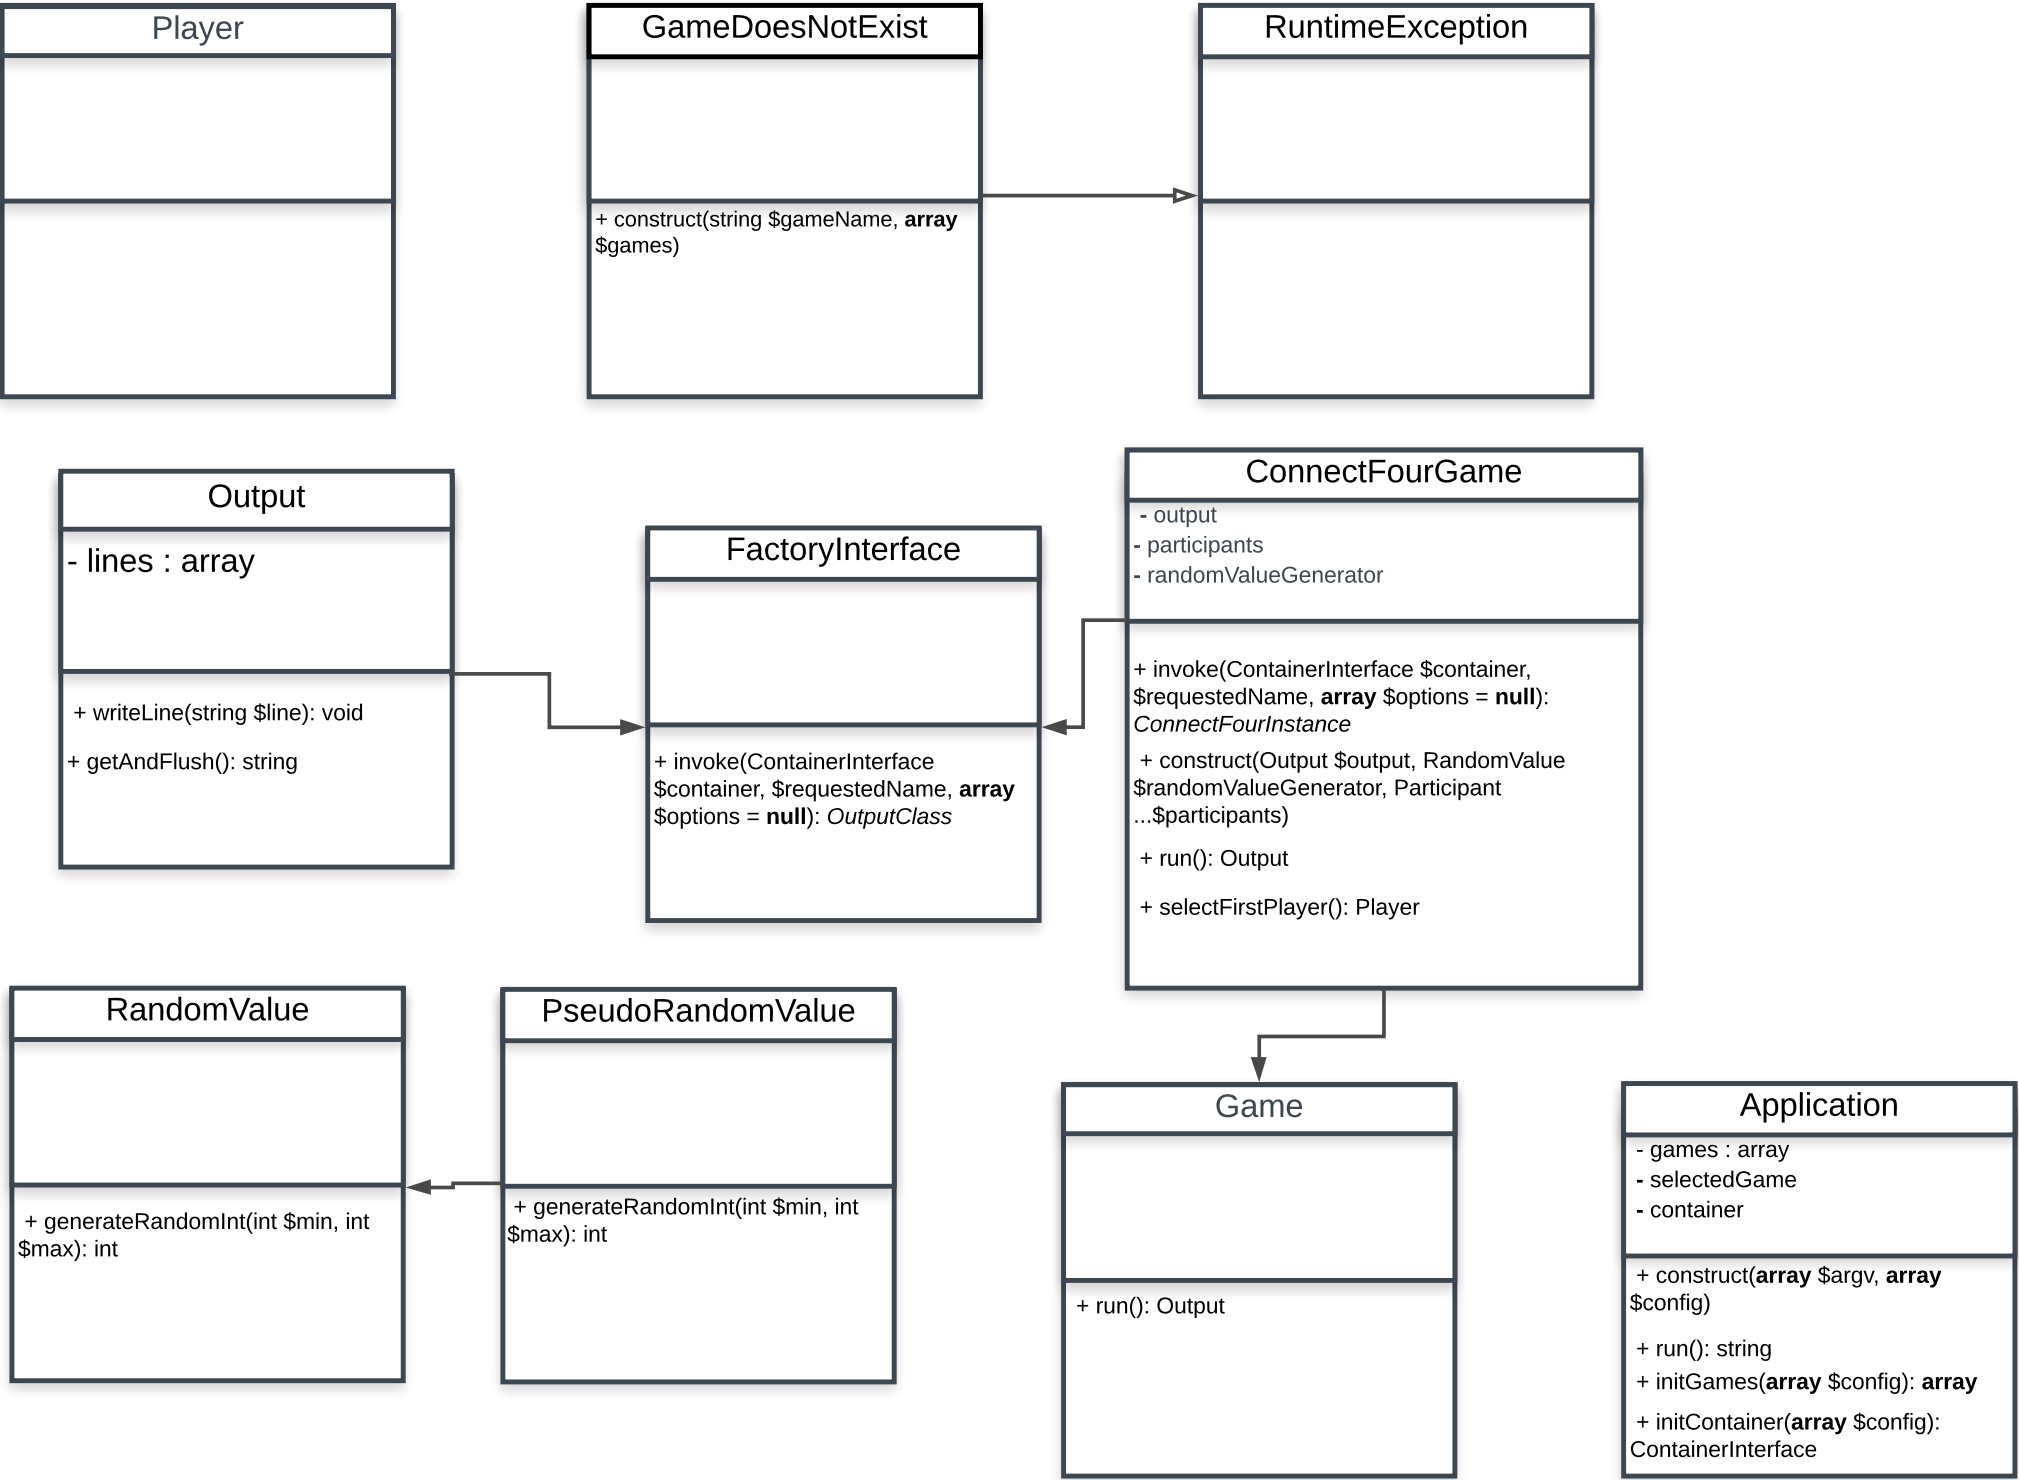 Player
GameDoesNotExist
+ construct(string $gameName, array
$games)
RuntimeException
Output
- lines : array
+ writeLine(string $line): void
+ getAndFlush(): string
FactoryInterface
+ invoke(ContainerInterface
$container, $requestedName, array
$options = null): OutputClass
ConnectFourGame
- output
- participants
- randomValueGenerator
+ invoke(ContainerInterface $container,
$requestedName, array $options = null):
ConnectFourInstance
+ construct(Output $output, RandomValue
$randomValueGenerator, Participant
...$participants)
+ run(): Output
+ selectFirstPlayer(): Player
RandomValue
+ generateRandomInt(int $min, int
$max): int
PseudoRandomValue
+ generateRandomInt(int $min, int
$max): int
Game
+ run(): Output
Application
- games : array
- selectedGame
- container
+ construct(array $argv, array
$config)
+ run(): string
+ initGames(array $config): array
+ initContainer(array $config):
ContainerInterface